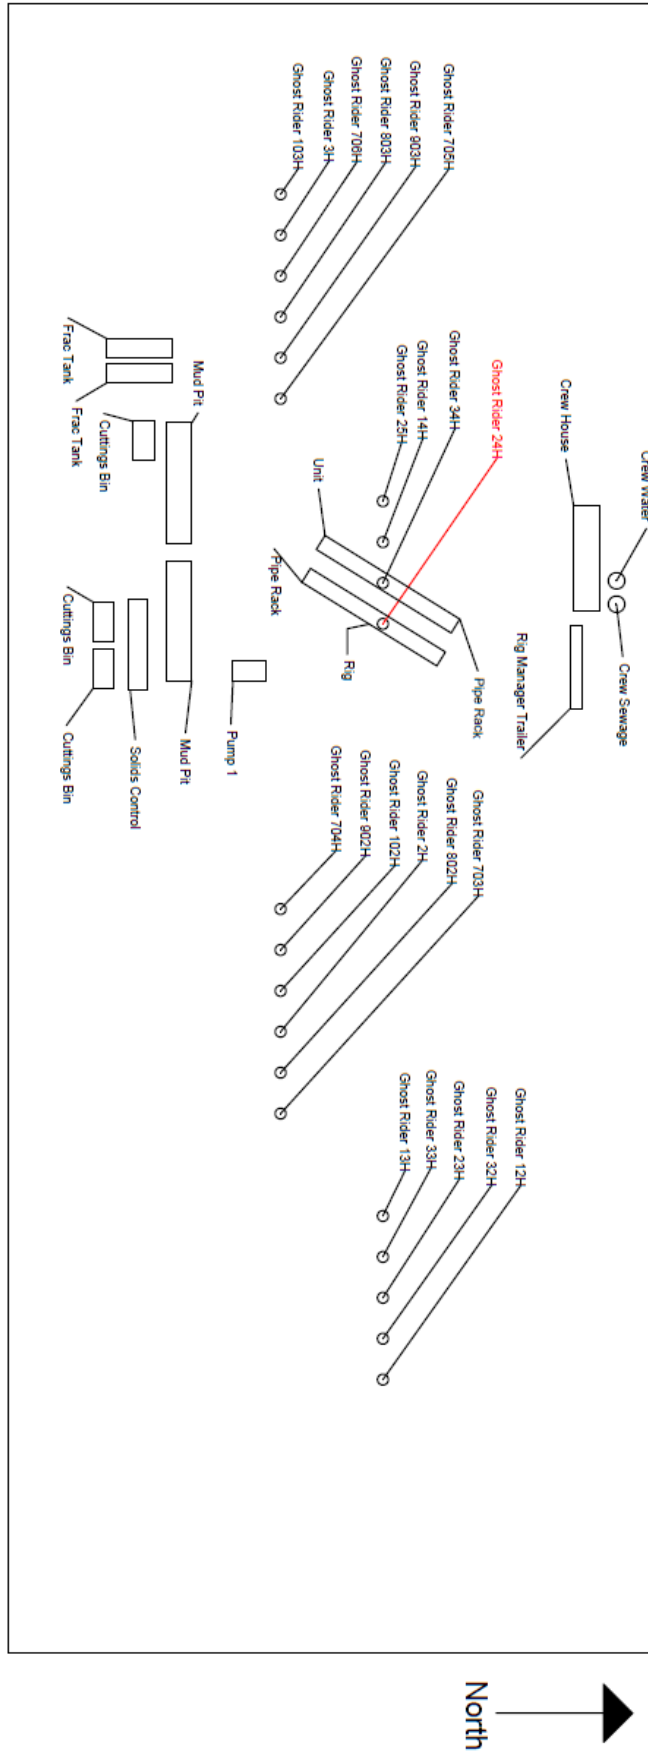 Ghost Rider 705H
Ghost Rider 903H
Ghost Rider 803H
Ghost Rider 706H
Ghost Rider 3H
Ghost Rider 103H
Crew Water
Crew House
Ghost Rider 24H
Ghost Rider 34H
Ghost Rider 14H
Ghost Rider 25H
Unit
Mud Pit
Frac Tank
Frac Tank
Cuttings Bin
Crew Sewage
Rig Manager Trailer
Pipe Rack
Rig
Pipe Rack
Pump 1
Mud Pit
Solids Control
Cuttings Bin
Cuttings Bin
Ghost Rider 703H
Ghost Rider 802H
Ghost Rider 2H
Ghost Rider 102H
Ghost Rider 902H
Ghost Rider 704H
Ghost Rider 12H
Ghost Rider 32H
Ghost Rider 23H
Ghost Rider 33H
Ghost Rider 13H
North